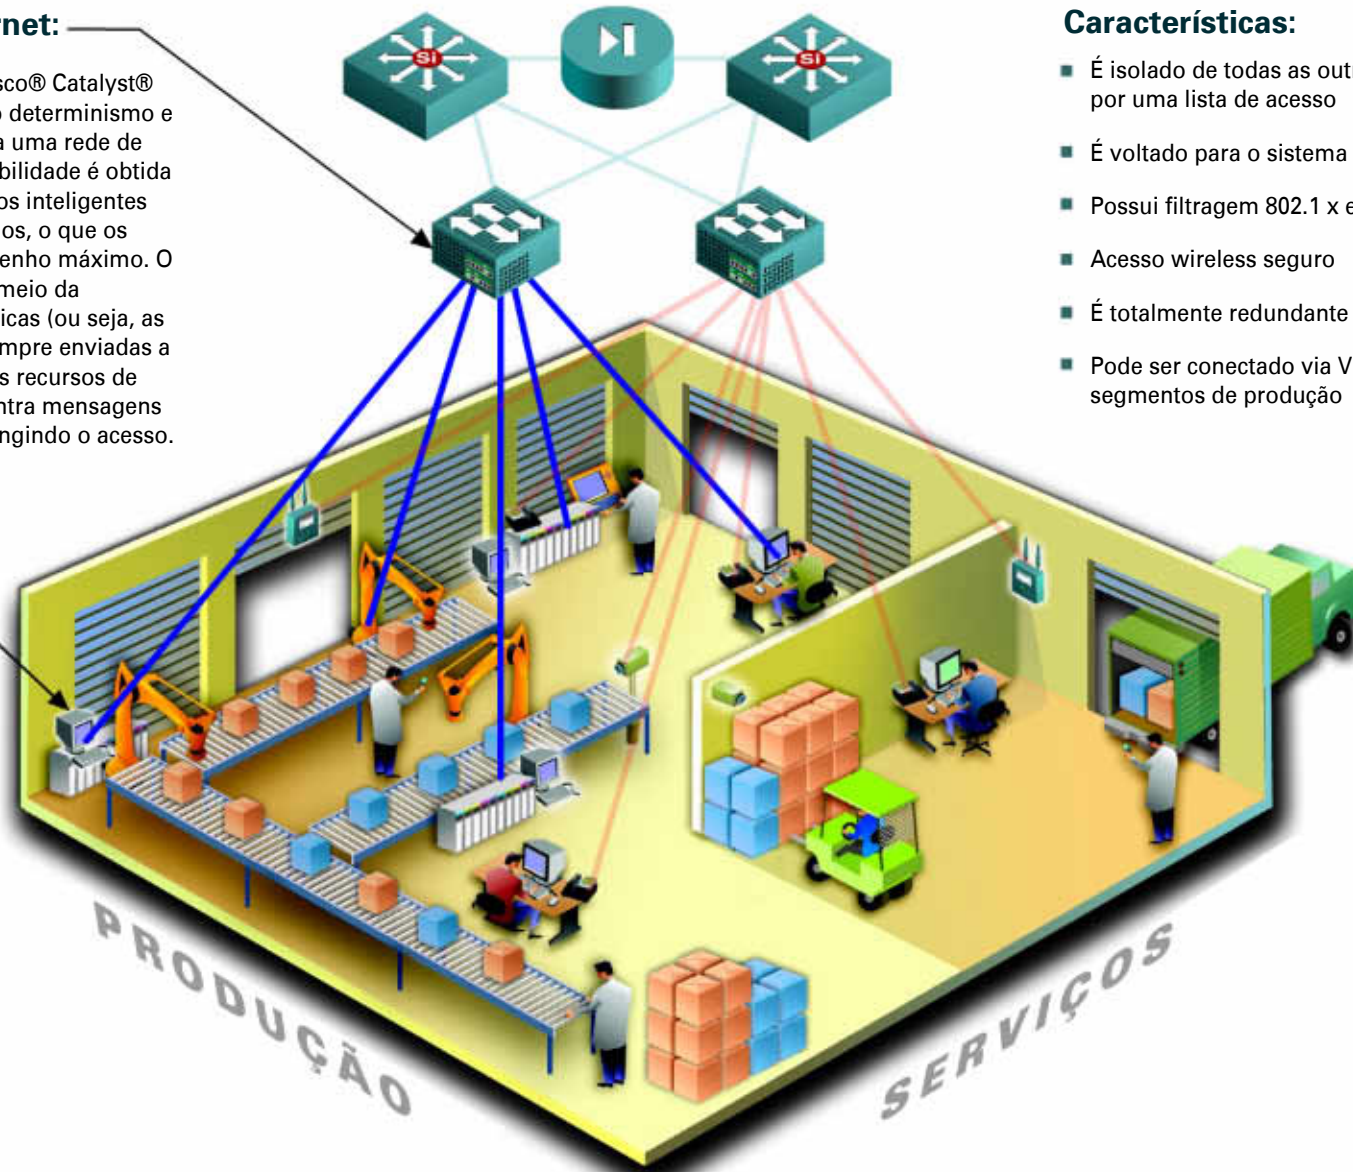 rnet:
sco® Catalyst®
o determinismo e
a uma rede de
bilidade é obtida
os inteligentes
os, o que os
enho máximo. O
meio da
icas (ou seja, as
mpre enviadas a
s recursos de
ntra mensagens
ngindo o acesso.
Si
Si
Características:
É isolado de todas as out
por uma lista de acesso
É voltado para o sistema
Possui filtragem 802.1 x e
Acesso wireless seguro
É totalmente redundante
Pode ser conectado via V
segmentos de produção
PRODUÇÃO
SERVIÇOS